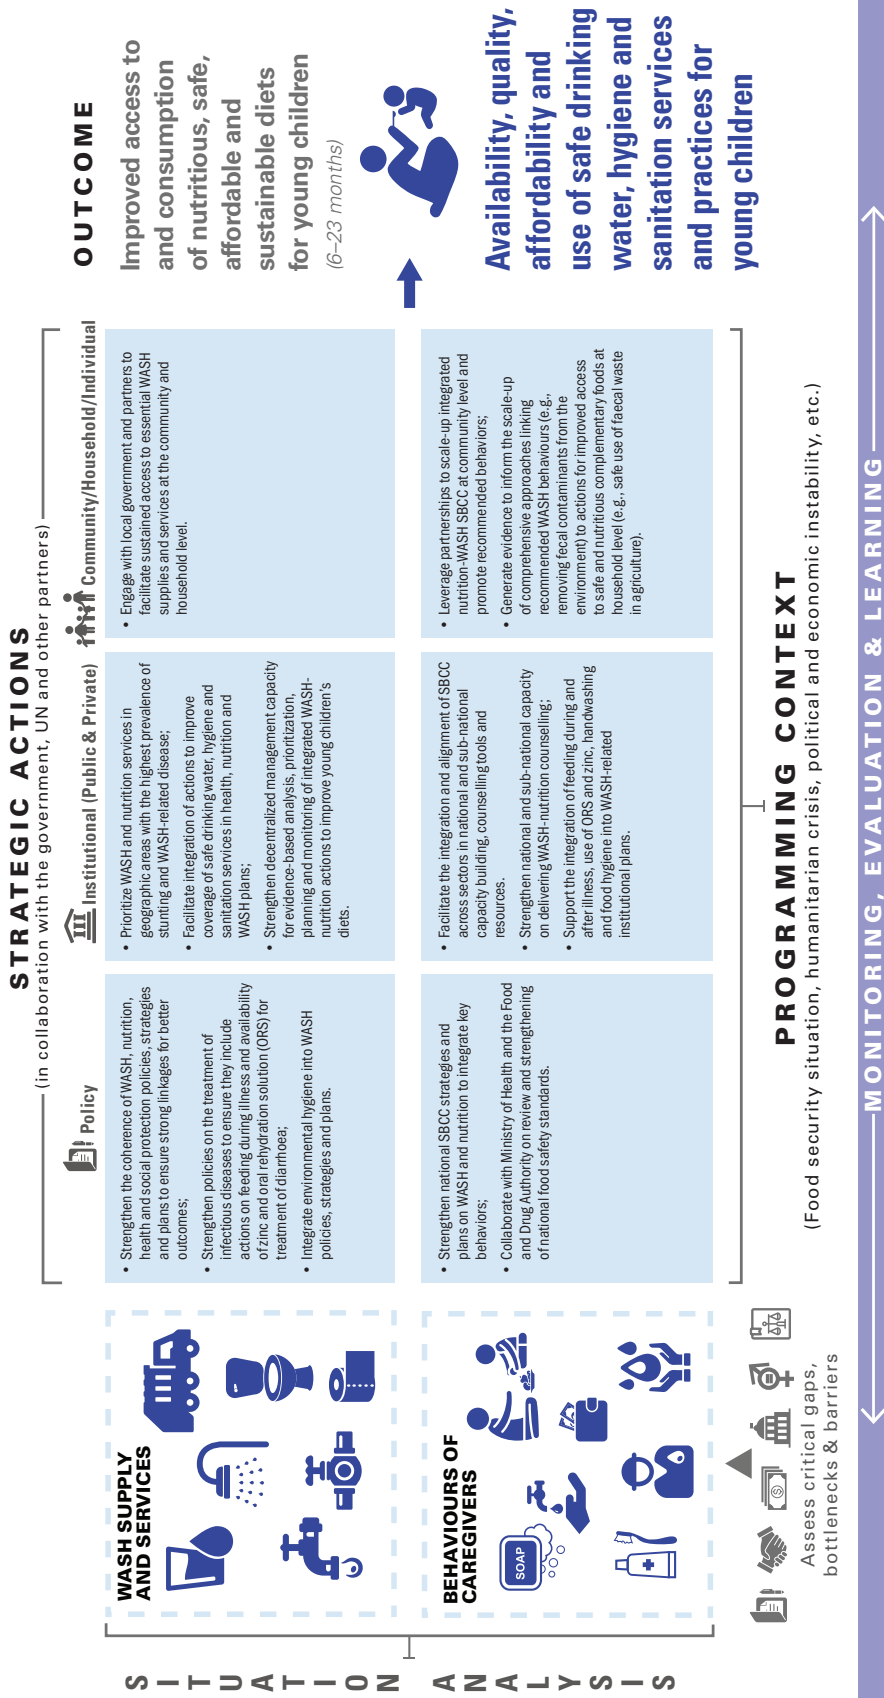 STRATEGIC ACTIONS
(in collaboration with the government, UN and other partners)
Policy
Institutional (Public & Private)
Community/Household/Individual
OUTCOME
SITUATION ANALYSIS
WASH SUPPLY
AND SERVICES
• Strengthen the coherence of WASH, nutrition,
health and social protection policies, strategies
and plans to ensure strong linkages for better
outcomes;
• Strengthen policies on the treatment of
infectious diseases to ensure they include
actions on feeding during illness and availability
of zinc and oral rehydration solution (ORS) for
treatment of diarrhoea;
• Integrate environmental hygiene into WASH
policies, strategies and plans.
• Prioritize WASH and nutrition services in
geographic areas with the highest prevalence of
stunting and WASH-related disease;
• Facilitate integration of actions to improve
coverage of safe drinking water, hygiene and
sanitation services in health, nutrition and
WASH plans;
• Strengthen decentralized management capacity
for evidence-based analysis, prioritization,
planning and monitoring of integrated WASH-
nutrition actions to improve young children's
diets.
• Engage with local government and partners to
facilitate sustained access to essential WASH
supplies and services at the community and
household level.
Improved access to
and consumption
of nutritious, safe,
affordable and
sustainable diets
for young children
(6–23 months)
BEHAVIOURS OF
CAREGIVERS
SOAP
• Strengthen national SBCC strategies and
plans on WASH and nutrition to integrate key
behaviors;
• Collaborate with Ministry of Health and the Food
and Drug Authority on review and strengthening
of national food safety standards.
• Facilitate the integration and alignment of SBCC
across sectors in national and sub-national
capacity building, counselling tools and
resources.
• Strengthen national and sub-national capacity
on delivering WASH-nutrition counselling;
• Support the integration of feeding during and
after illness, use of ORS and zinc, handwashing
and food hygiene into WASH-related
institutional plans.
• Leverage partnerships to scale-up integrated
nutrition-WASH SBCC at community level and
promote recommended behaviors;
• Generate evidence to inform the scale-up
of comprehensive approaches linking
recommended WASH behaviours (e.g.,
removing fecal contaminants from the
environment) to actions for improved access
to safe and nutritious complementary foods at
household level (e.g., safe use of faecal waste
in agriculture).
Availability, quality,
affordability and
use of safe drinking
water, hygiene and
sanitation services
and practices for
young children
$
Assess critical gaps,
bottlenecks & barriers
PROGRAMMING CONTEXT
(Food security situation, humanitarian crisis, political and economic instability, etc.)
MONITORING, EVALUATION & LEARNING